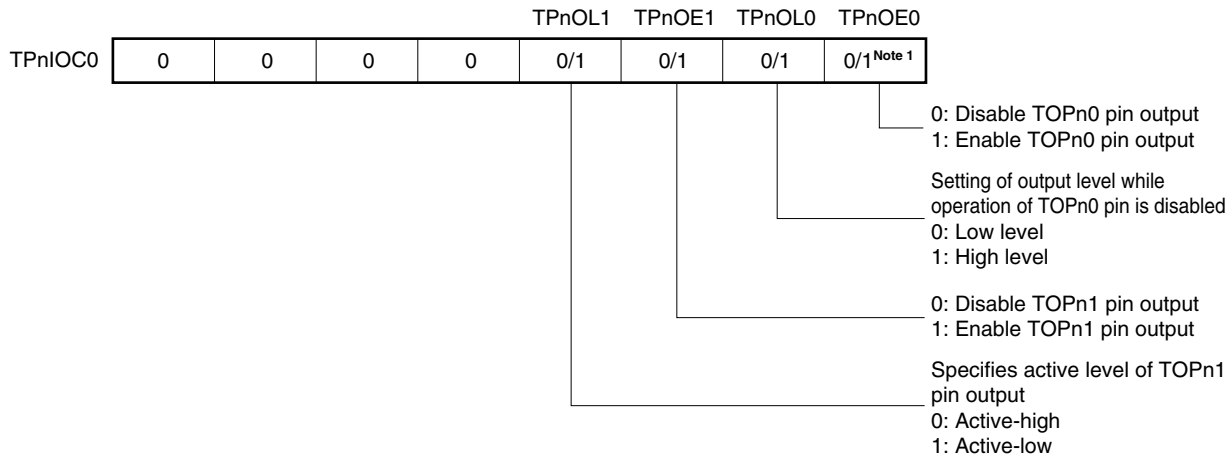 TPnOL1 TPnOE1 TPnOL0 TPnOE0
TPnIOC0 0 0 0 0 0/1 0/1 0/1 0/1 Note 1
0: Disable TOPn0 pin output
1: Enable TOPn0 pin output
Setting of output level while
operation of TOPn0 pin is disabled
0: Low level
1: High level
0: Disable TOPn1 pin output
1: Enable TOPn1 pin output
Specifies active level of TOPn1
pin output
0: Active-high
1: Active-low